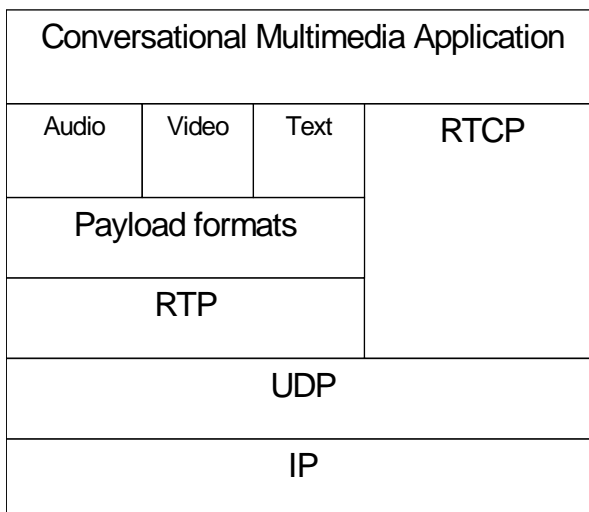 Conversational Multimedia Application
Audio
Video
Text
RTCP
Payload formats
RTP
UDP
IP